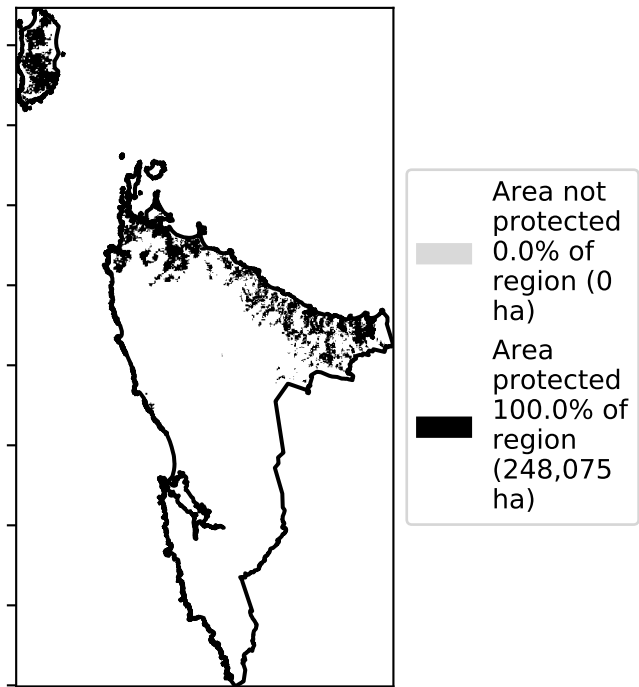 Area not
protected
0.0% of
region (0
ha)
Area
protected
100.0% of
region
(248,075
ha)